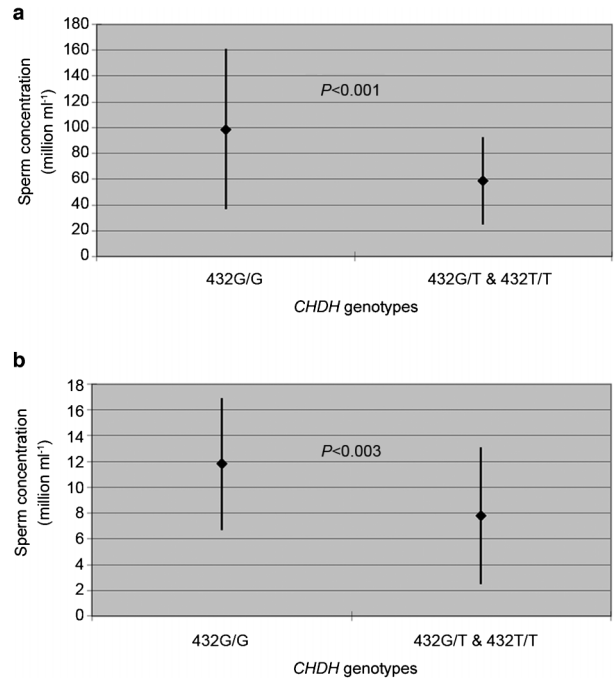 a
180
160
140
120
100
80
60
40
20
0
Sperm concentration
(million ml⁻¹)
P<0.001
432G/G
432G/T & 432T/T
CHDH genotypes
b
18
16
14
12
10
8
6
4
2
0
Sperm concentration
(million ml⁻¹)
P<0.003
432G/G
432G/T & 432T/T
CHDH genotypes